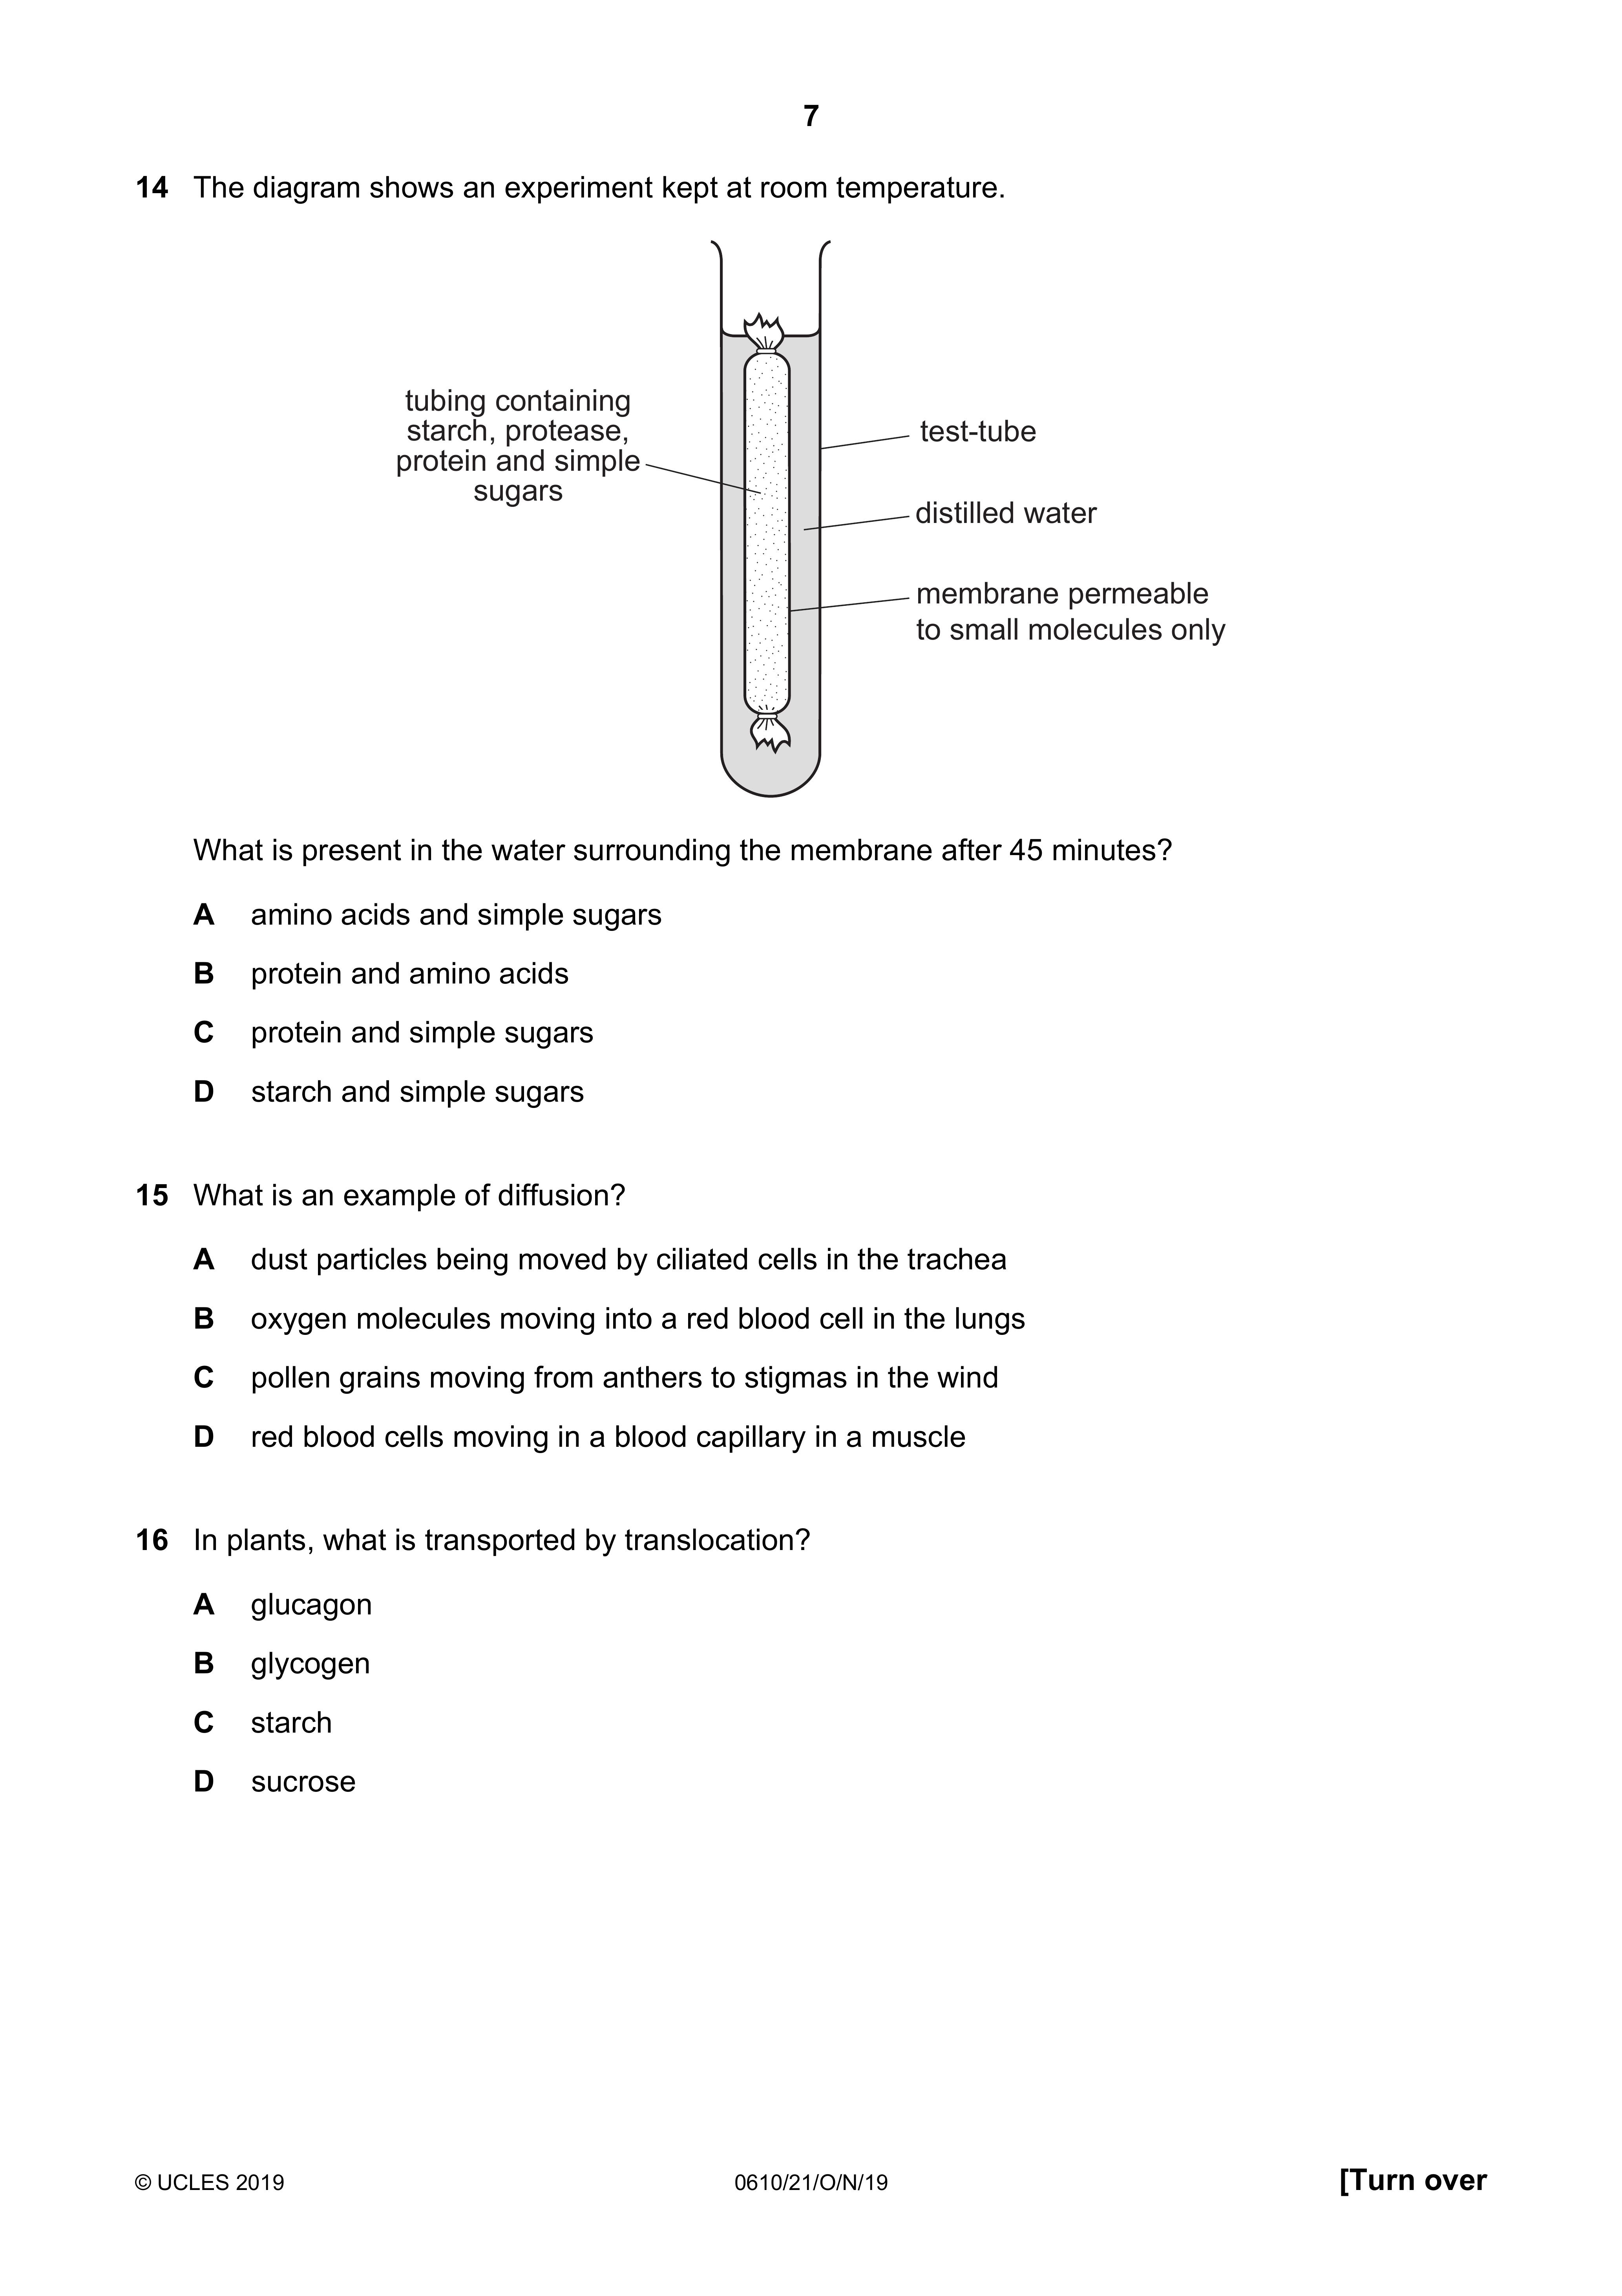 7
14 The diagram shows an experiment kept at room temperature.
tubing containing
starch, protease,
protein and simple
sugars
test-tube
distilled water
membrane permeable
to small molecules only
What is present in the water surrounding the membrane after 45 minutes?
A amino acids and simple sugars
B protein and amino acids
C protein and simple sugars
D starch and simple sugars
15 What is an example of diffusion?
A dust particles being moved by ciliated cells in the trachea
B oxygen molecules moving into a red blood cell in the lungs
C pollen grains moving from anthers to stigmas in the wind
D red blood cells moving in a blood capillary in a muscle
16 In plants, what is transported by translocation?
A glucagon
B glycogen
C starch
D sucrose
© UCLES 2019 0610/21/O/N/19 [Turn over